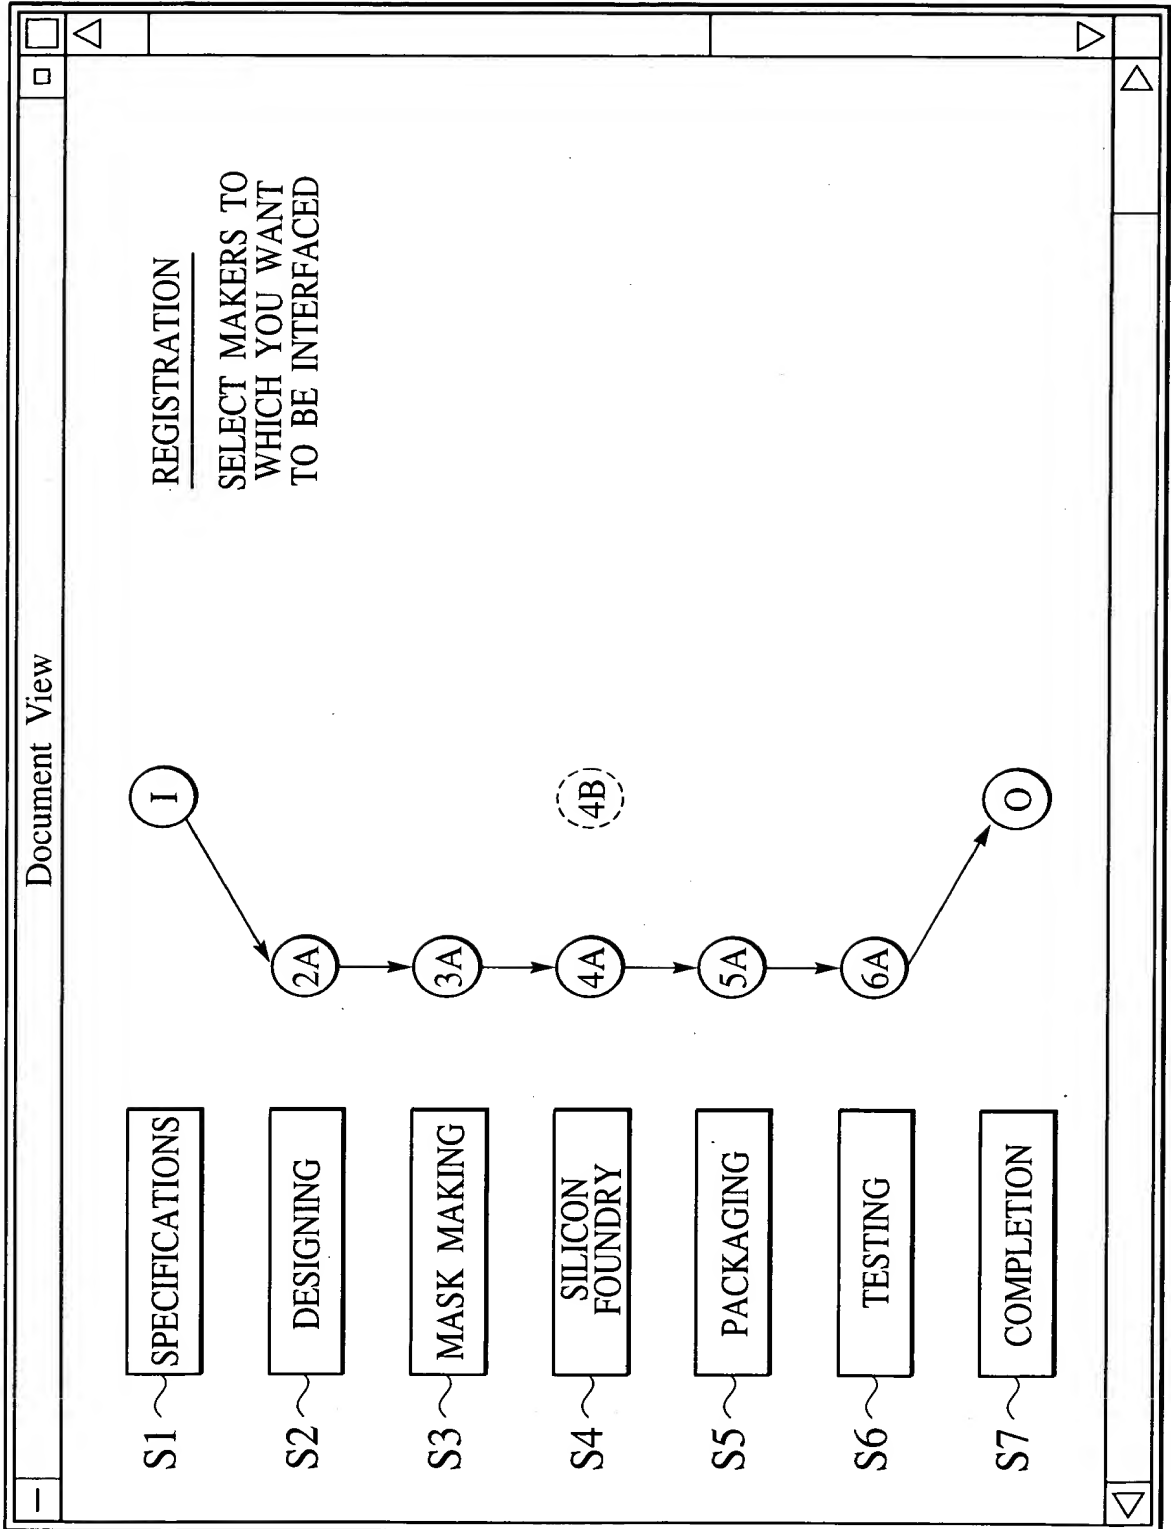 Document View
REGISTRATION
SELECT MAKERS TO
WHICH YOU WANT
TO BE INTERFACED
S1 SPECIFICATIONS I
S2 DESIGNING 2A
S3 MASK MAKING 3A
S4 SILICON
FOUNDRY 4A 4B
S5 PACKAGING 5A
S6 TESTING 6A
S7 COMPLETION O